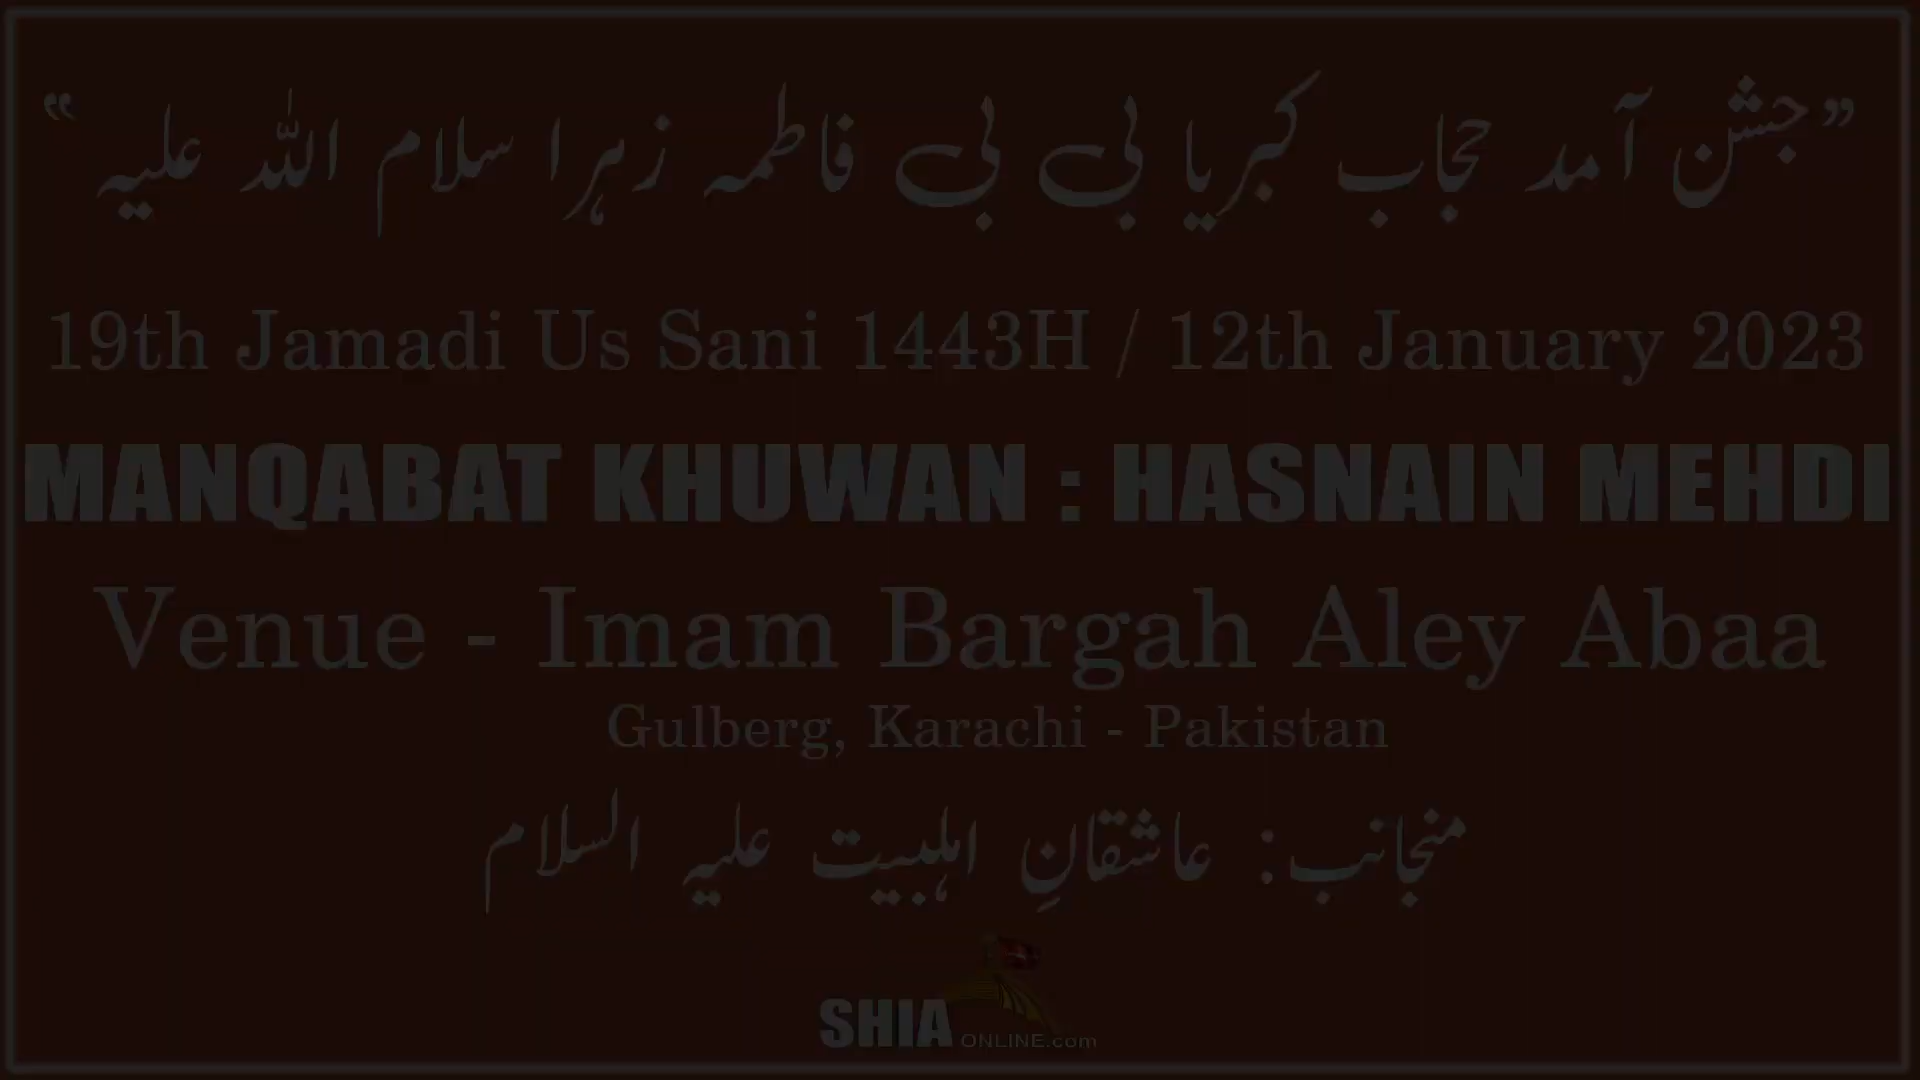 ”جشن آمد حجاب کبریا بی بی فاطمہ زہرا سلام اللہ علیہ“
19th Jamadi Us Sani 1443H / 12th January 2023
MANQABAT KHUWAN : HASNAIN MEHDI
Venue - Imam Bargah Aley Abaa
Gulberg, Karachi - Pakistan
منجانب: عاشقانِ اہلبیت علیہ السلام
SHIA ONLINE.com